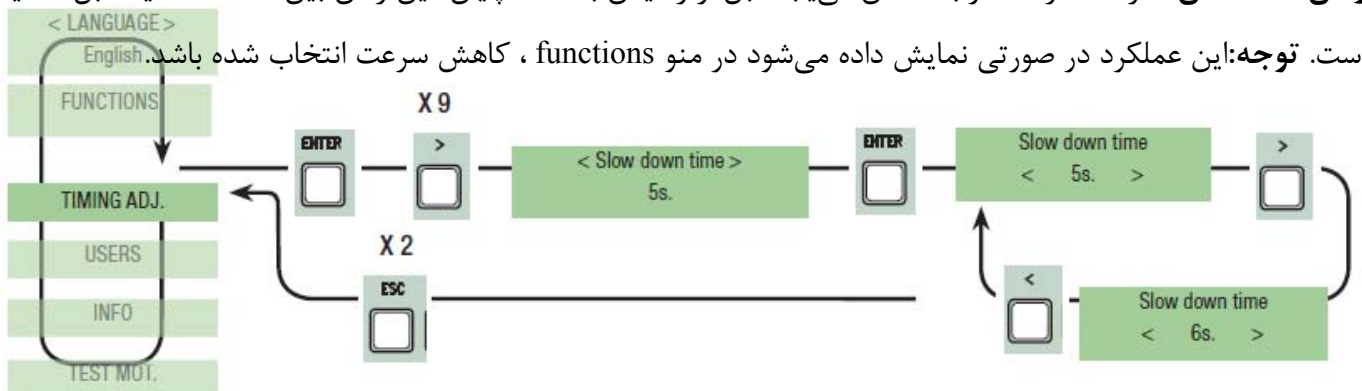 < LANGUAGE >
English
ست. توجه:این عملکرد در صورتی نمایش داده می‌شود در منو functions ، کاهش سرعت انتخاب شده باشد.
FUNCTIONS
X 9
ENTER
>
< Slow down time >
5s.
ENTER
Slow down time
< 5s. >
>
TIMING ADJ.
USERS
X 2
ESC
INFO
<
Slow down time
< 6s. >
TEST MOT.